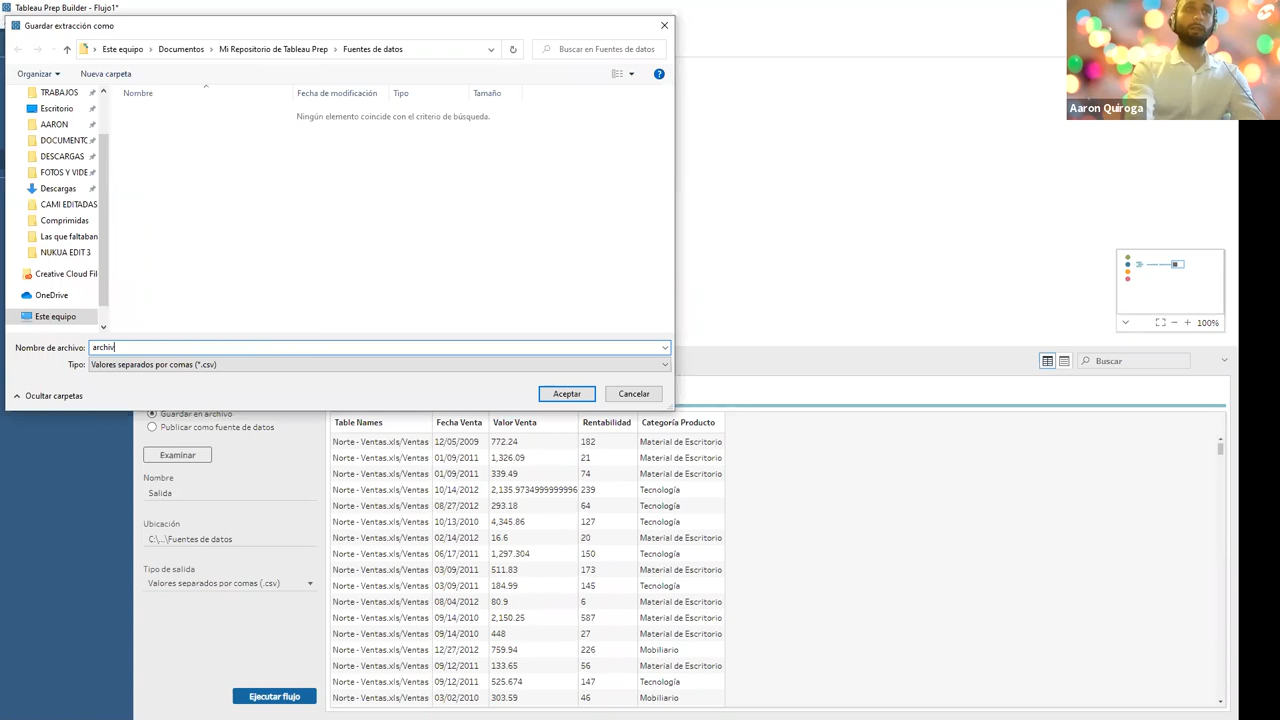 Tableau Prep Builder - Flujo1*
Guardar extracción como
Este equipo > Documentos > Mi Repositorio de Tableau Prep > Fuentes de datos
Buscar en Fuentes de datos
Organizar
Nueva carpeta
TRABAJOS
Escritorio
AARON
DOCUMENTC
DESCARGAS
FOTOS Y VIDE
Descargas
CAMI EDITADAS
Comprimidas
Las que faltaban
NUKUA EDIT 3
Creative Cloud Fil
OneDrive
Este equipo
Nombre
Fecha de modificación
Tipo
Tamaño
Ningún elemento coincide con el criterio de búsqueda.
Nombre de archivo: archiv
Tipo: Valores separados por comas (*.csv)
Ocultar carpetas
Aceptar
Cancelar
Aaron Quiroga
100%
Buscar
Guardar en archivo
Publicar como fuente de datos
Examinar
Nombre
Salida
Ubicación
C:\...\Fuentes de datos
Tipo de salida
Valores separados por comas (.csv)
Ejecutar flujo
Table Names Fecha Venta Valor Venta Rentabilidad Categoría Producto
Norte - Ventas.xls/Ventas 12/05/2009 772.24 182 Material de Escritorio
Norte - Ventas.xls/Ventas 01/09/2011 1,326.09 21 Material de Escritorio
Norte - Ventas.xls/Ventas 01/09/2011 339.49 74 Material de Escritorio
Norte - Ventas.xls/Ventas 10/14/2012 2,135.9734999999996 239 Tecnología
Norte - Ventas.xls/Ventas 08/27/2012 293.18 64 Tecnología
Norte - Ventas.xls/Ventas 10/13/2010 4,345.86 127 Tecnología
Norte - Ventas.xls/Ventas 02/14/2012 16.6 20 Material de Escritorio
Norte - Ventas.xls/Ventas 06/17/2011 1,297.304 150 Tecnología
Norte - Ventas.xls/Ventas 03/09/2011 511.83 173 Material de Escritorio
Norte - Ventas.xls/Ventas 03/09/2011 184.99 145 Tecnología
Norte - Ventas.xls/Ventas 08/04/2012 80.9 6 Material de Escritorio
Norte - Ventas.xls/Ventas 09/14/2010 2,150.25 587 Material de Escritorio
Norte - Ventas.xls/Ventas 09/14/2010 448 27 Material de Escritorio
Norte - Ventas.xls/Ventas 12/27/2012 759.94 226 Mobiliario
Norte - Ventas.xls/Ventas 09/12/2011 133.65 56 Material de Escritorio
Norte - Ventas.xls/Ventas 09/12/2011 525.674 147 Tecnología
Norte - Ventas.xls/Ventas 03/02/2010 303.59 46 Mobiliario